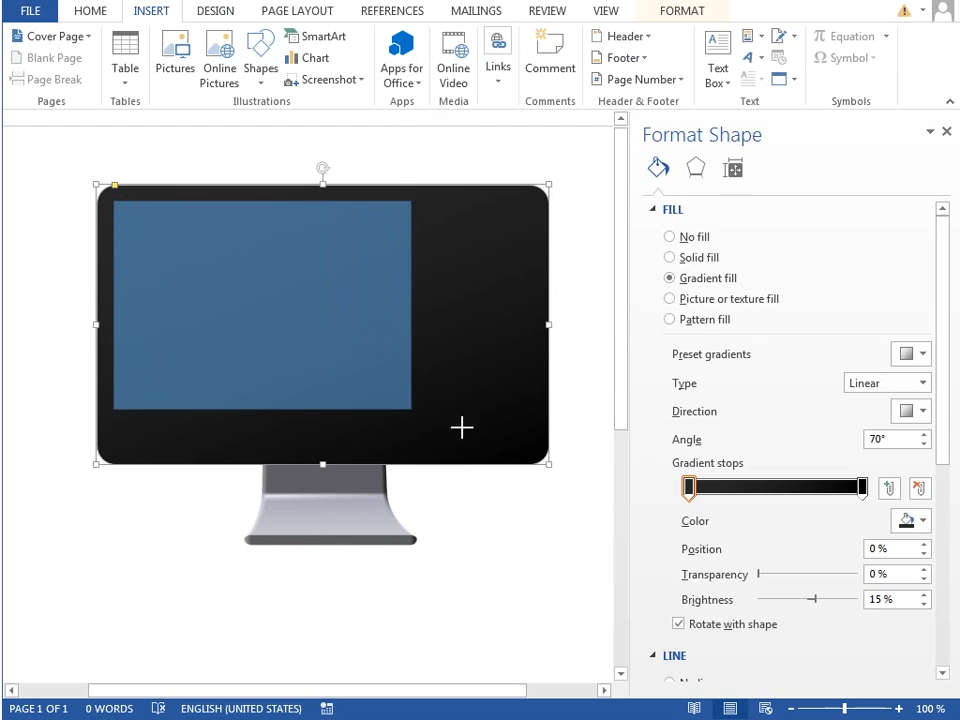 FILE HOME INSERT DESIGN PAGE LAYOUT REFERENCES MAILINGS REVIEW VIEW FORMAT
Cover Page
Blank Page
Page Break
Pages
Table
Tables
Pictures
Online Pictures
Shapes
SmartArt
Chart
Screenshot
Illustrations
Apps for Office
Apps
Online Video
Media
Links
Comment
Comments
Header
Footer
Page Number
Header & Footer
Text Box
Text
Equation
Symbol
Symbols
Format Shape
FILL
No fill
Solid fill
Gradient fill
Picture or texture fill
Pattern fill
Preset gradients
Type Linear
Direction
Angle 70°
Gradient stops
Color
Position 0 %
Transparency 0 %
Brightness 15 %
Rotate with shape
LINE
PAGE 1 OF 1 0 WORDS ENGLISH (UNITED STATES) 100 %